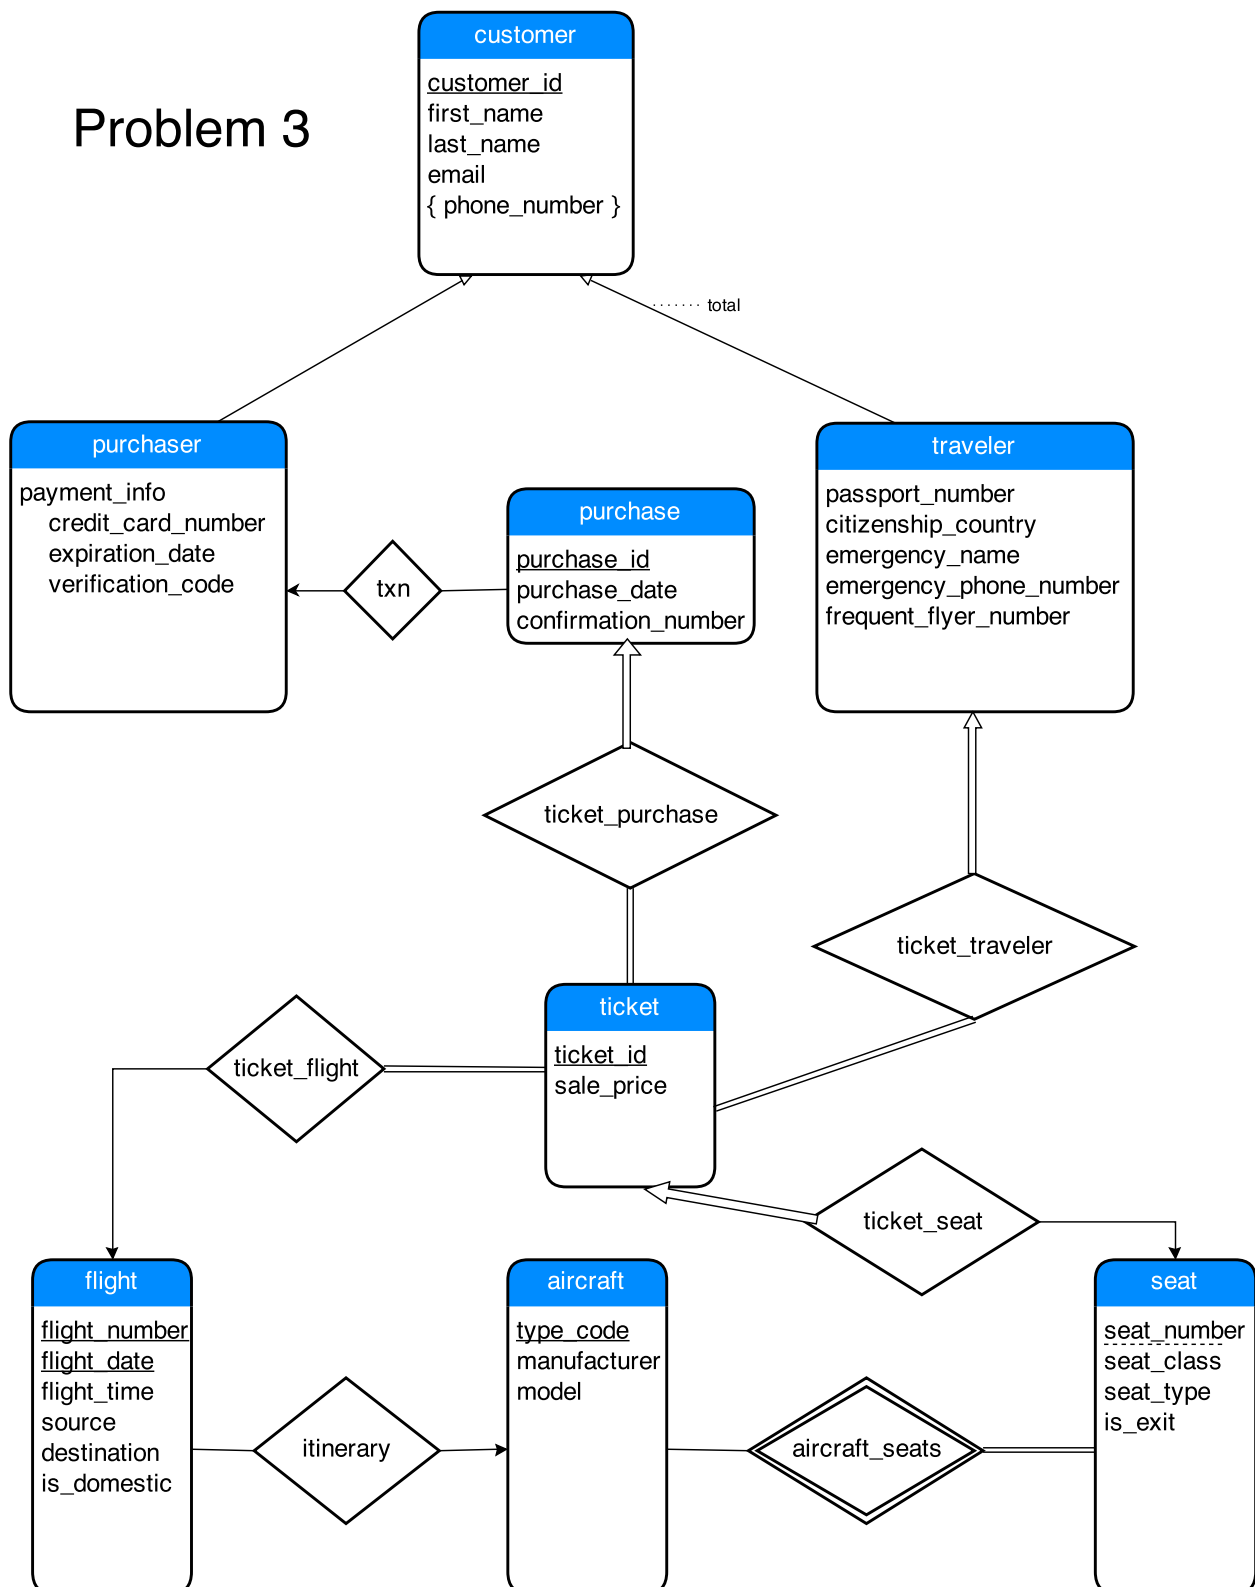 customer
customer_id
first_name
last_name
email
{ phone_number }
Problem 3
total
purchaser
payment_info
credit_card_number
expiration_date
verification_code
txn
purchase
purchase_id
purchase_date
confirmation_number
traveler
passport_number
citizenship_country
emergency_name
emergency_phone_number
frequent_flyer_number
ticket_purchase
ticket_traveler
ticket
ticket_id
sale_price
ticket_flight
ticket_seat
flight
flight_number
flight_date
flight_time
source
destination
is_domestic
itinerary
aircraft
type_code
manufacturer
model
aircraft_seats
seat
seat_number
seat_class
seat_type
is_exit